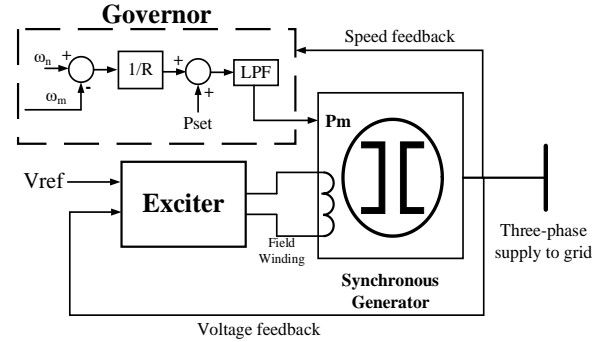 Governor
Speed feedback
ωn
+
-
ωm
1/R
+
+
Pset
LPF
Pm
Vref
Exciter
Field
Winding
Three-phase
supply to grid
Synchronous
Generator
Voltage feedback